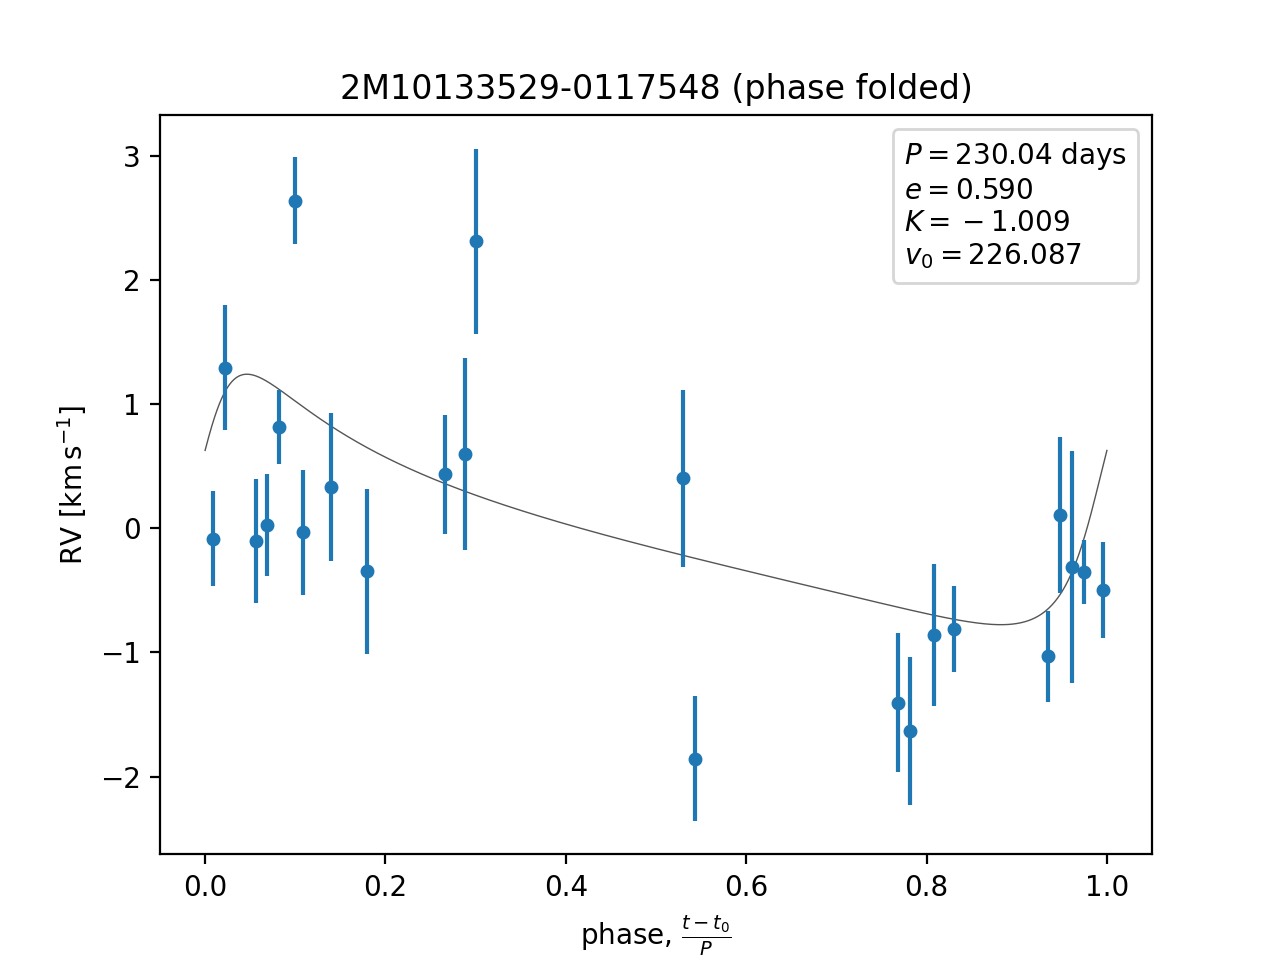 2M10133529-0117548 (phase folded)
P = 230.04 days
e = 0.590
K = −1.009
v₀ = 226.087
RV [km s⁻¹]
3
2
1
0
−1
−2
0.0 0.2 0.4 0.6 0.8 1.0
phase, (t − t₀)/P